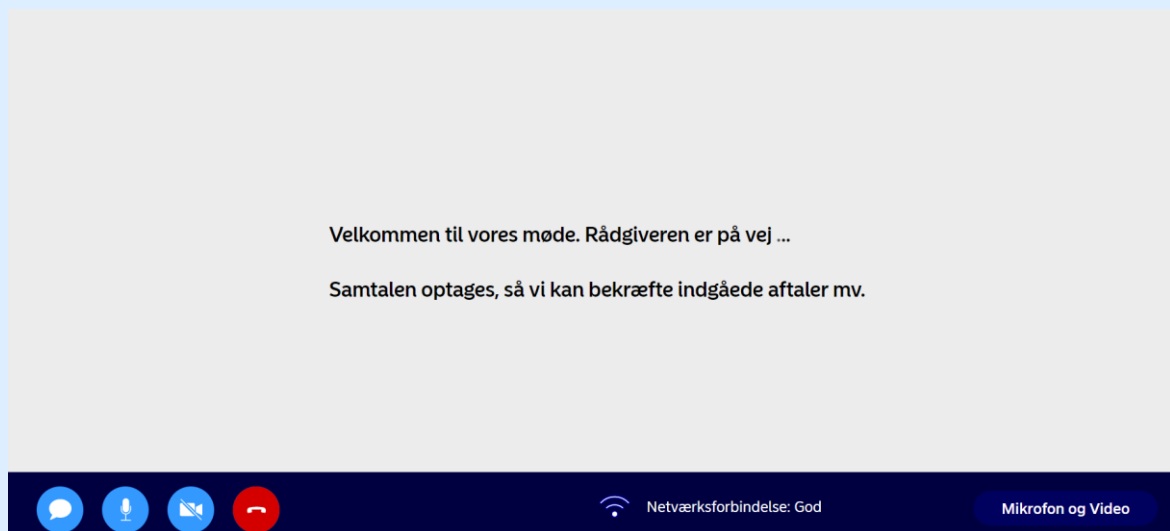 Velkommen til vores møde. Rådgiveren er på vej ...
Samtalen optages, så vi kan bekræfte indgåede aftaler mv.
Netværksforbindelse: God
Mikrofon og Video